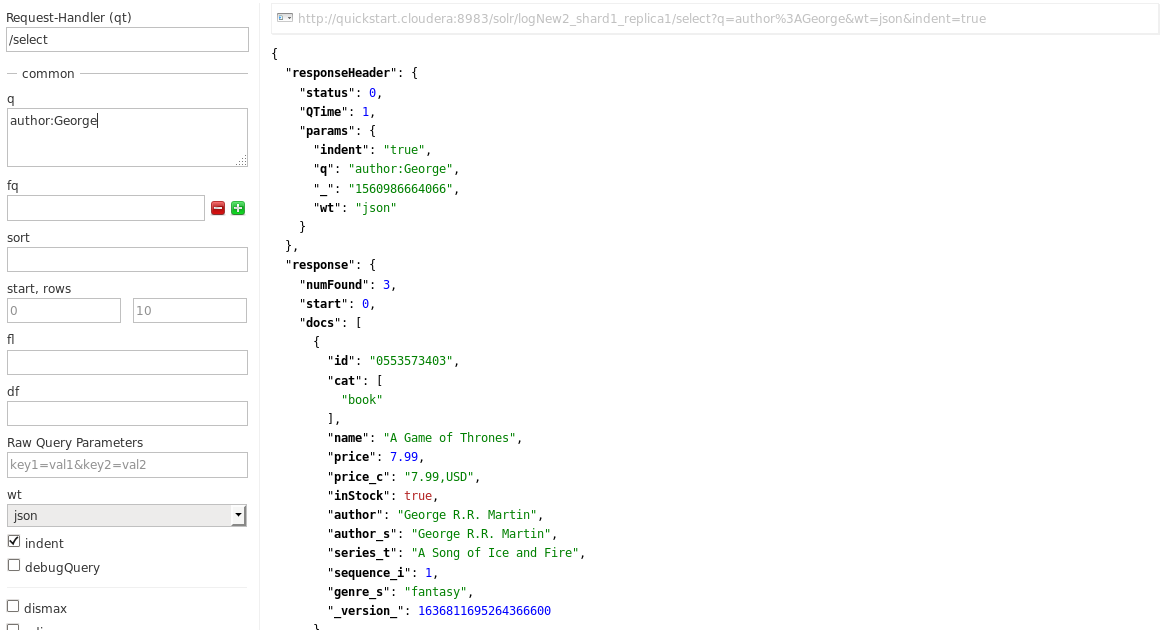 Request-Handler (qt)
/select
common
q
author:George
fq
sort
start, rows
0 10
fl
df
Raw Query Parameters
key1=val1&key2=val2
wt
json
indent
debugQuery
dismax
http://quickstart.cloudera:8983/solr/logNew2_shard1_replica1/select?q=author%3AGeorge&wt=json&indent=true
{
"responseHeader": {
"status": 0,
"QTime": 1,
"params": {
"indent": "true",
"q": "author:George",
"_": "1560986664066",
"wt": "json"
}
},
"response": {
"numFound": 3,
"start": 0,
"docs": [
{
"id": "0553573403",
"cat": [
"book"
],
"name": "A Game of Thrones",
"price": 7.99,
"price_c": "7.99,USD",
"inStock": true,
"author": "George R.R. Martin",
"author_s": "George R.R. Martin",
"series_t": "A Song of Ice and Fire",
"sequence_i": 1,
"genre_s": "fantasy",
"_version_": 1636811695264366600
}